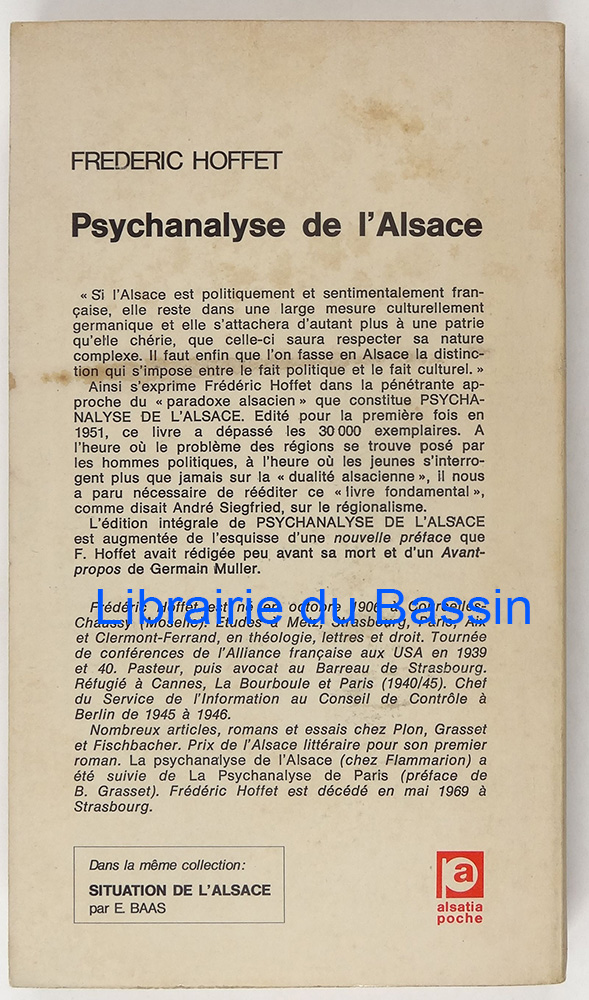 FREDERIC HOFFET
Psychanalyse de l'Alsace
« Si l'Alsace est politiquement et sentimentalement fran-
çaise, elle reste dans une large mesure culturellement
germanique et elle s'attachera d'autant plus à une patrie
qu'elle chérie, que celle-ci saura respecter sa nature
complexe. Il faut enfin que l'on fasse en Alsace la distinc-
tion qui s'impose entre le fait politique et le fait culturel. »
Ainsi s'exprime Frédéric Hoffet dans la pénétrante ap-
proche du « paradoxe alsacien » que constitue PSYCHA-
NALYSE DE L'ALSACE. Edité pour la première fois en
1951, ce livre a dépassé les 30 000 exemplaires. A
l'heure où le problème des régions se trouve posé par
les hommes politiques, à l'heure où les jeunes s'interro-
gent plus que jamais sur la « dualité alsacienne », il nous
a paru nécessaire de rééditer ce « livre fondamental »,
comme disait André Siegfried, sur le régionalisme.
L'édition intégrale de PSYCHANALYSE DE L'ALSACE
est augmentée de l'esquisse d'une nouvelle préface que
F. Hoffet avait rédigée peu avant sa mort et d'un Avant-
propos de Germain Muller.
Librairie du Bassin
Frédéric Hoffet est né en octobre 1906 à Courcelles-
Chaussy (Moselle). Etudes à Metz, Strasbourg, Paris, Aix
et Clermont-Ferrand, en théologie, lettres et droit. Tournée
de conférences de l'Alliance française aux USA en 1939
et 40. Pasteur, puis avocat au Barreau de Strasbourg.
Réfugié à Cannes, La Bourboule et Paris (1940/45). Chef
du Service de l'Information au Conseil de Contrôle à
Berlin de 1945 à 1946.
Nombreux articles, romans et essais chez Plon, Grasset
et Fischbacher. Prix de l'Alsace littéraire pour son premier
roman. La psychanalyse de l'Alsace (chez Flammarion) a
été suivie de La Psychanalyse de Paris (préface de
B. Grasset). Frédéric Hoffet est décédé en mai 1969 à
Strasbourg.
Dans la même collection:
SITUATION DE L'ALSACE
par E. BAAS
alsatia
poche